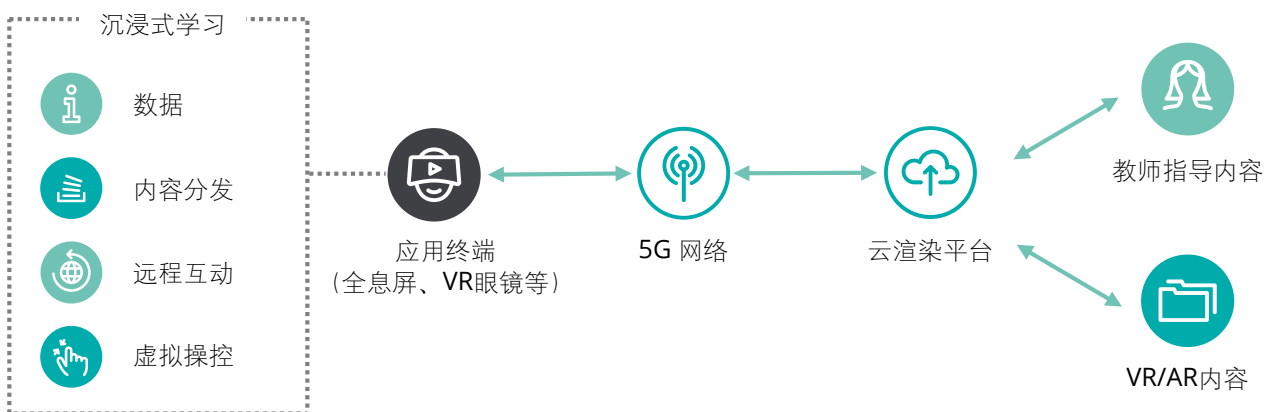 沉浸式学习
数据
内容分发
远程互动
虚拟操控
应用终端
（全息屏、VR眼镜等）
5G 网络
云渲染平台
教师指导内容
VR/AR内容